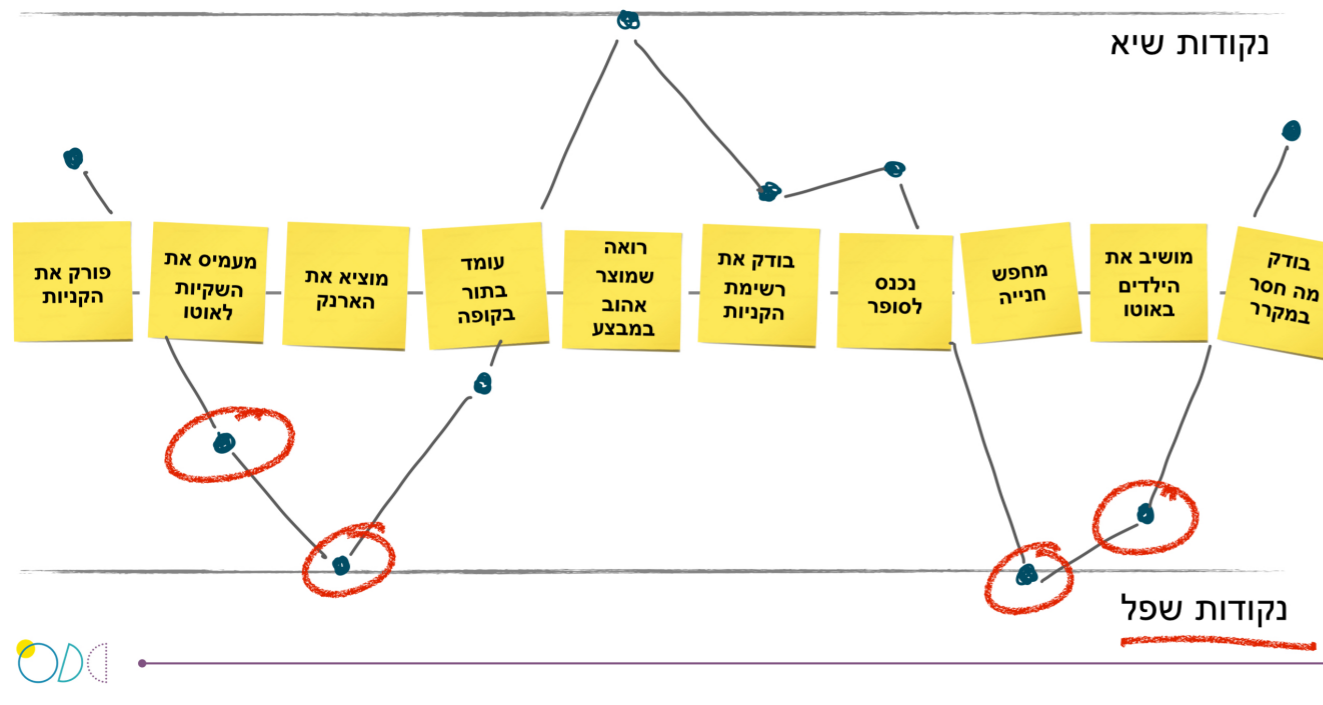 נקודות שיא
בודק
מה חסר
במקרר
מושיב את
הילדים
באוטו
מחפש
חנייה
נכנס
לסופר
בודק את
רשימת
הקניות
רואה
שמוצר
אהוב
במבצע
עומד
בתור
בקופה
מוציא את
הארנק
מעמיס את
השקיות
לאוטו
פורק את
הקניות
נקודות שפל